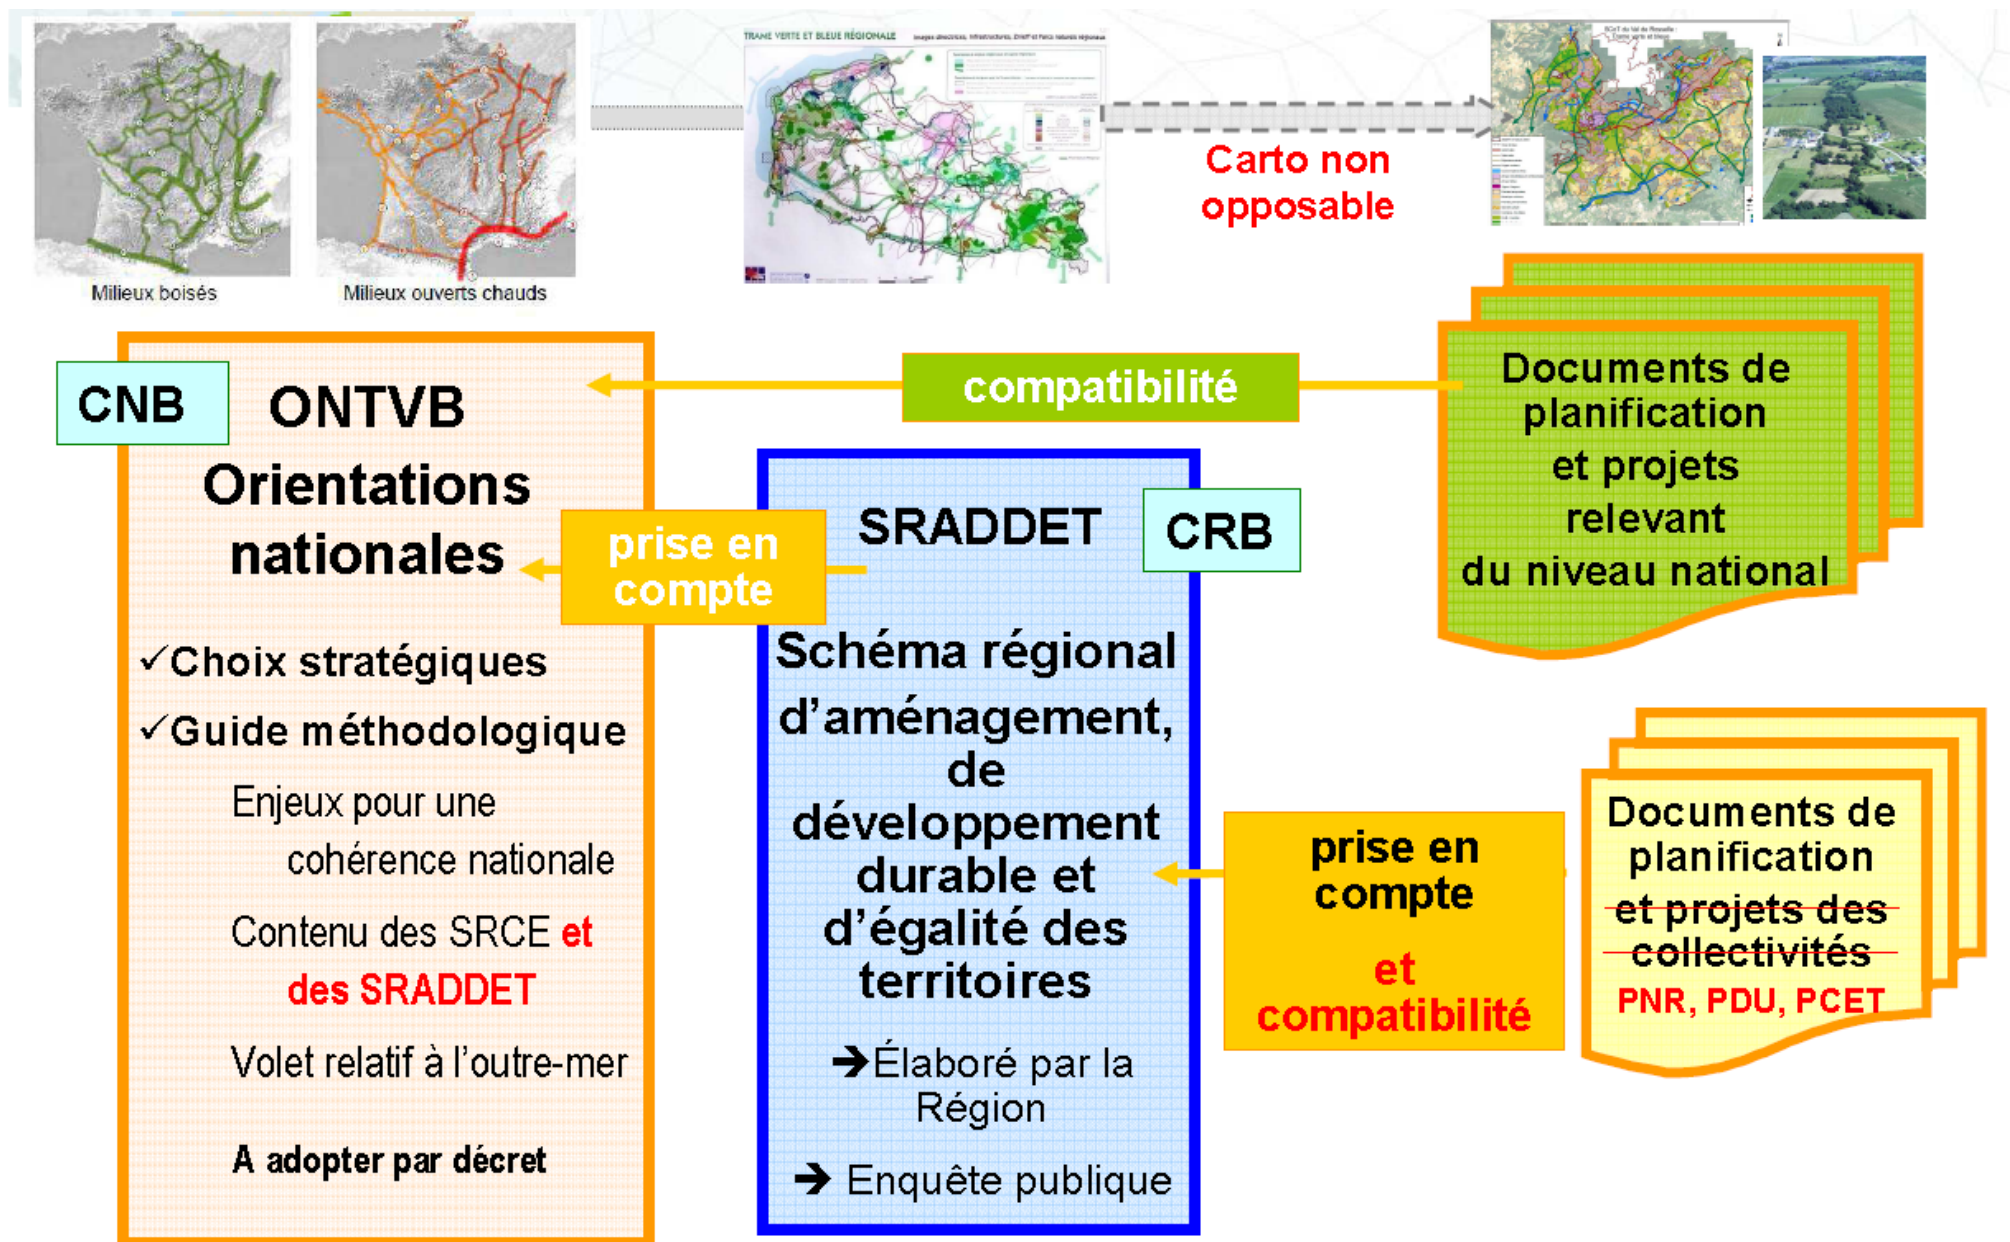 TRAME VERTE ET BLEUE RÉGIONALE
Milieux boisés
Milieux ouverts chauds
Carto non
opposable
CNB
ONTVB
Orientations
nationales
✓Choix stratégiques
✓Guide méthodologique
Enjeux pour une
cohérence nationale
Contenu des SRCE et
des SRADDET
Volet relatif à l'outre-mer
A adopter par décret
compatibilité
prise en
compte
SRADDET
CRB
Schéma régional
d'aménagement,
de
développement
durable et
d'égalité des
territoires
➔Élaboré par la
Région
➔ Enquête publique
Documents de
planification
et projets
relevant
du niveau national
prise en
compte
et
compatibilité
Documents de
planification
et projets des
collectivités
PNR, PDU, PCET